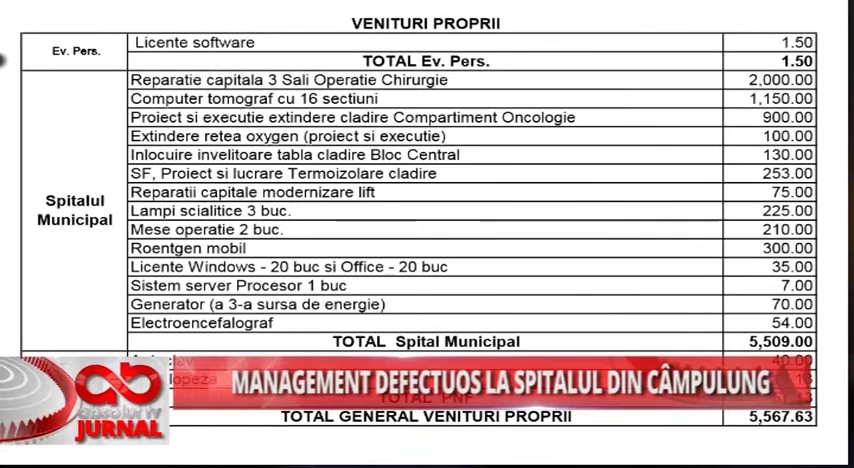 VENITURI PROPRII
Ev. Pers.
Licente software 1.50
TOTAL Ev. Pers. 1.50
Spitalul Municipal
Reparatie capitala 3 Sali Operatie Chirurgie 2,000.00
Computer tomograf cu 16 sectiuni 1,150.00
Proiect si executie extindere cladire Compartiment Oncologie 900.00
Extindere retea oxygen (proiect si executie) 100.00
Inlocuire invelitoare tabla cladire Bloc Central 130.00
SF, Proiect si lucrare Termoizolare cladire 253.00
Reparatii capitale modernizare lift 75.00
Lampi scialitice 3 buc. 225.00
Mese operatie 2 buc. 210.00
Roentgen mobil 300.00
Licente Windows - 20 buc si Office - 20 buc 35.00
Sistem server Procesor 1 buc 7.00
Generator (a 3-a sursa de energie) 70.00
Electroencefalograf 54.00
TOTAL Spital Municipal 5,509.00
40.00
MANAGEMENT DEFECTUOS LA SPITALUL DIN CÂMPULUNG
TOTAL PNF
absolut tv
JURNAL
TOTAL GENERAL VENITURI PROPRII 5,567.63